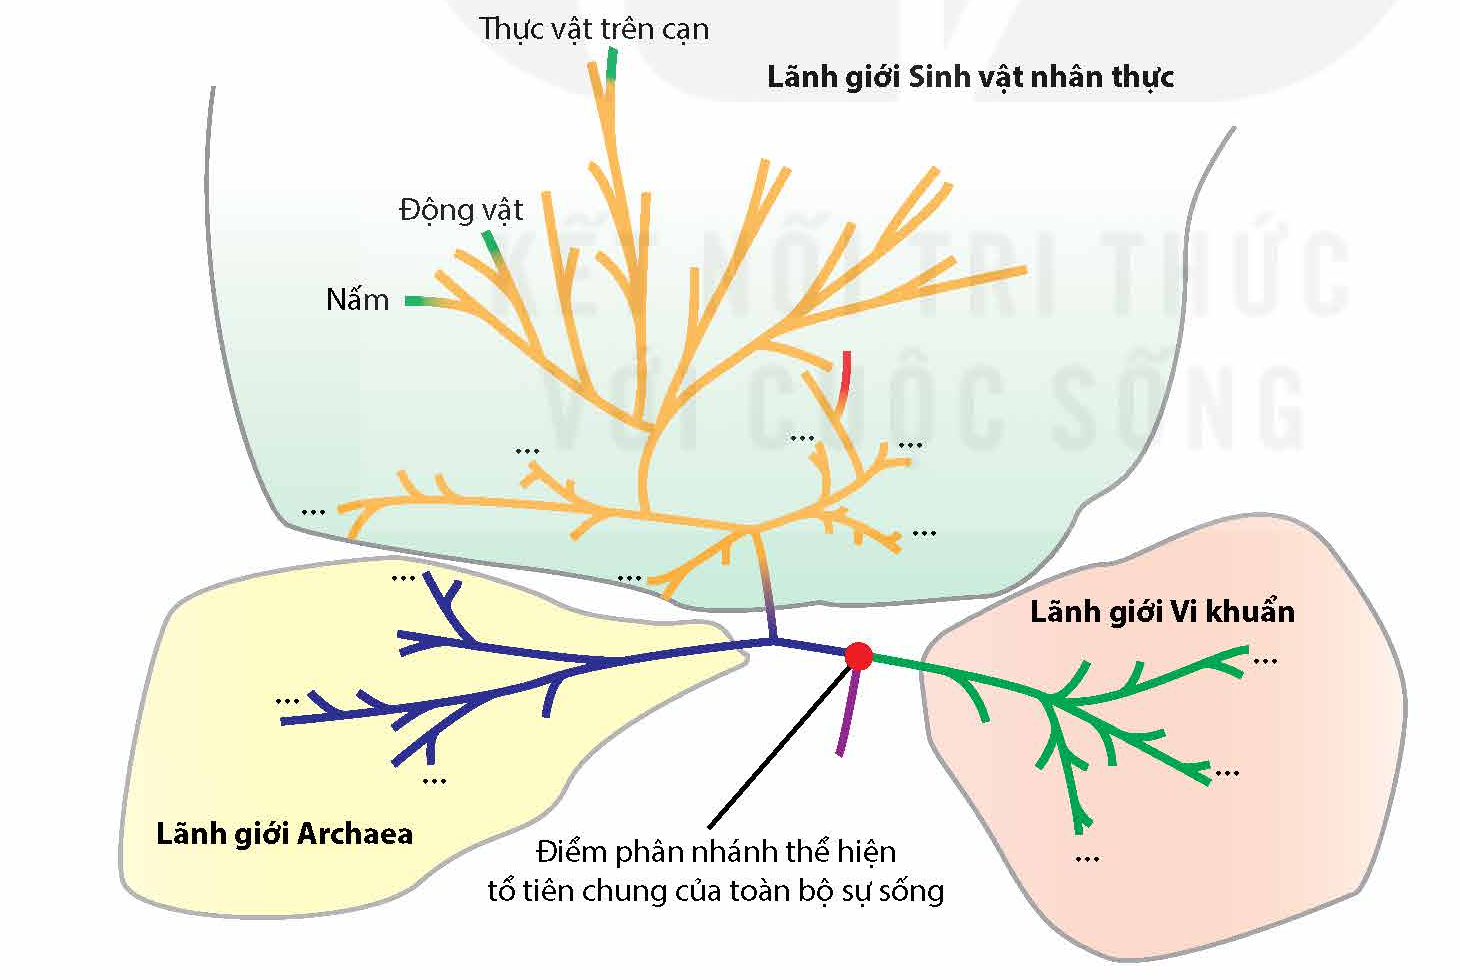 Thực vật trên cạn
Lãnh giới Sinh vật nhân thực
Động vật
Nấm
KẾT NỐI TRI THỨC
VỚI CUỘC SỐNG
...
...
...
...
...
...
...
Lãnh giới Vi khuẩn
...
...
...
...
...
Lãnh giới Archaea
Điểm phân nhánh thể hiện
tổ tiên chung của toàn bộ sự sống